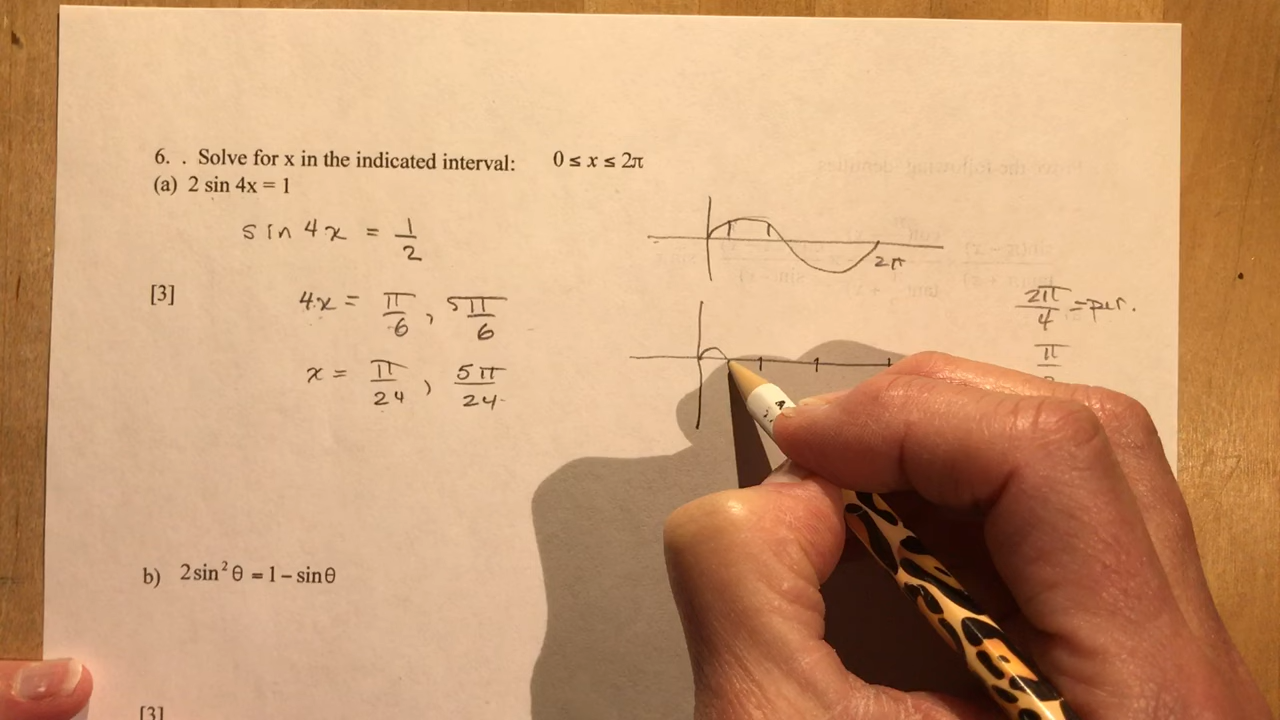 6. . Solve for x in the indicated interval: 0 ≤ x ≤ 2π
(a) 2 sin 4x = 1
sin 4x = 1/2
2π
[3]
4x = π/6, 5π/6
2π/4 = per.
x = π/24, 5π/24
π
b) 2sin²θ = 1 – sinθ
[3]